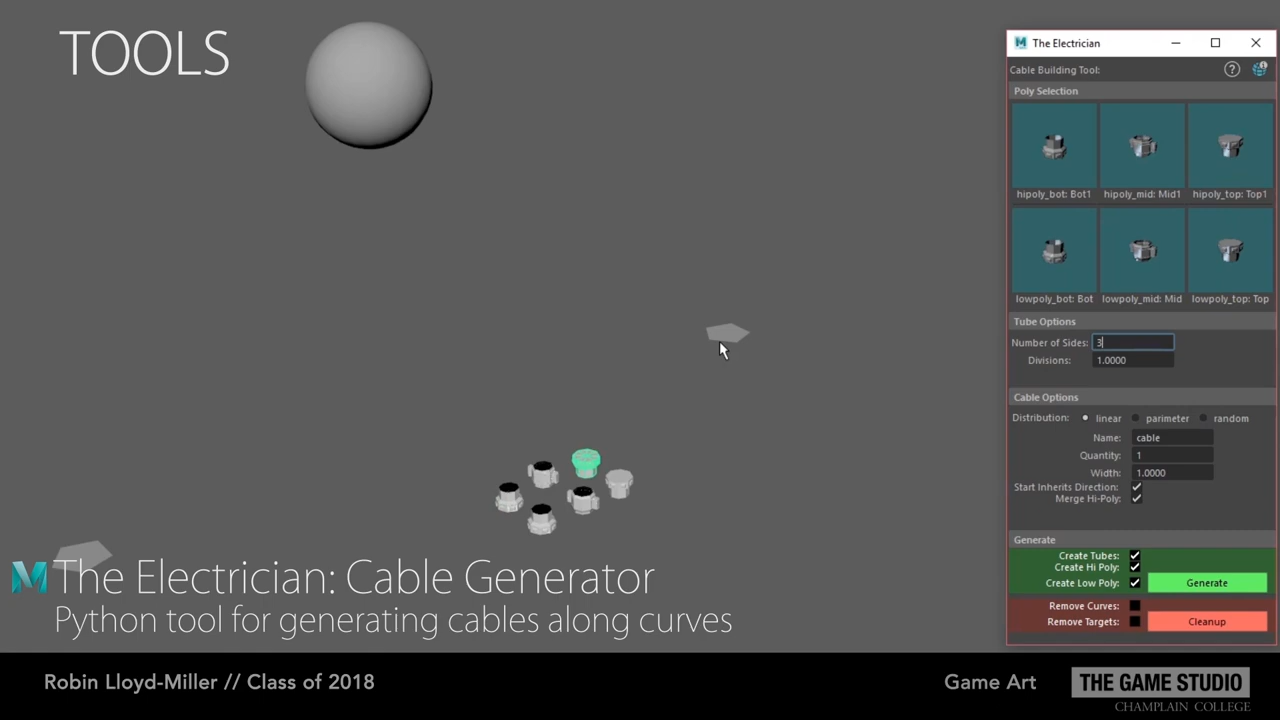 TOOLS
The Electrician
Cable Building Tool:
Poly Selection
hipoly_bot: Bot1 hipoly_mid: Mid1 hipoly_top: Top1
lowpoly_bot: Bot lowpoly_mid: Mid lowpoly_top: Top
Tube Options
Number of Sides: 3
Divisions: 1.0000
Cable Options
Distribution: linear parimeter random
Name: cable
Quantity: 1
Width: 1.0000
Start Inherits Direction:
Merge Hi-Poly:
Generate
Create Tubes:
Create Hi Poly:
Create Low Poly: Generate
Remove Curves:
Remove Targets: Cleanup
The Electrician: Cable Generator
Python tool for generating cables along curves
Robin Lloyd-Miller // Class of 2018
Game Art
THE GAME STUDIO
CHAMPLAIN COLLEGE